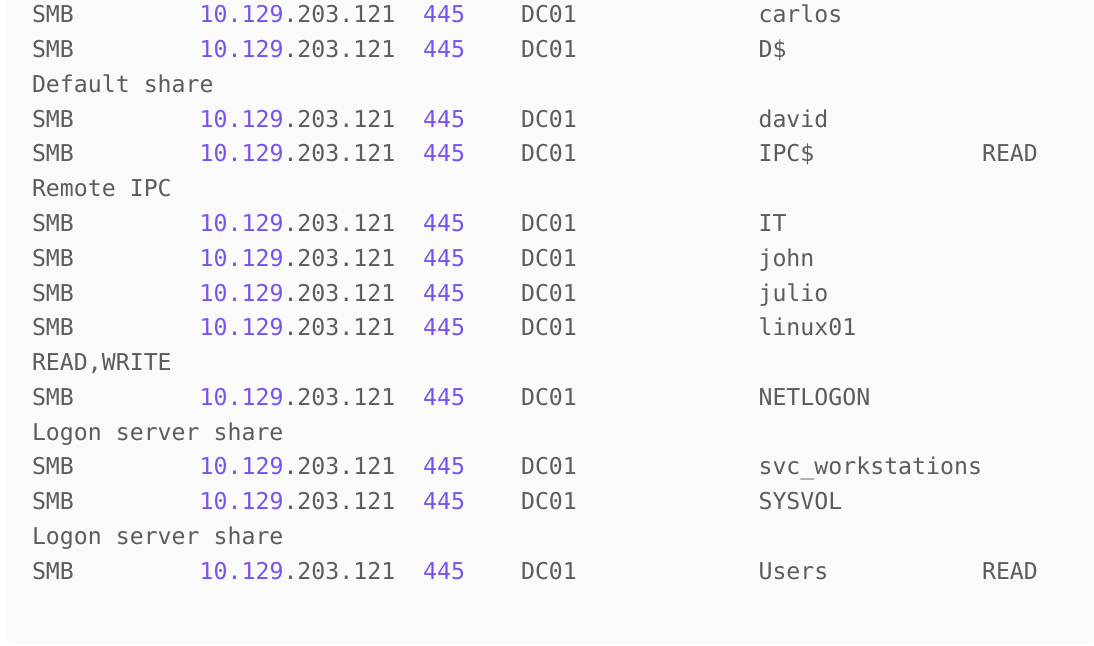 SMB 10.129.203.121 445 DC01 carlos
SMB 10.129.203.121 445 DC01 D$
Default share
SMB 10.129.203.121 445 DC01 david
SMB 10.129.203.121 445 DC01 IPC$ READ
Remote IPC
SMB 10.129.203.121 445 DC01 IT
SMB 10.129.203.121 445 DC01 john
SMB 10.129.203.121 445 DC01 julio
SMB 10.129.203.121 445 DC01 linux01
READ,WRITE
SMB 10.129.203.121 445 DC01 NETLOGON
Logon server share
SMB 10.129.203.121 445 DC01 svc_workstations
SMB 10.129.203.121 445 DC01 SYSVOL
Logon server share
SMB 10.129.203.121 445 DC01 Users READ